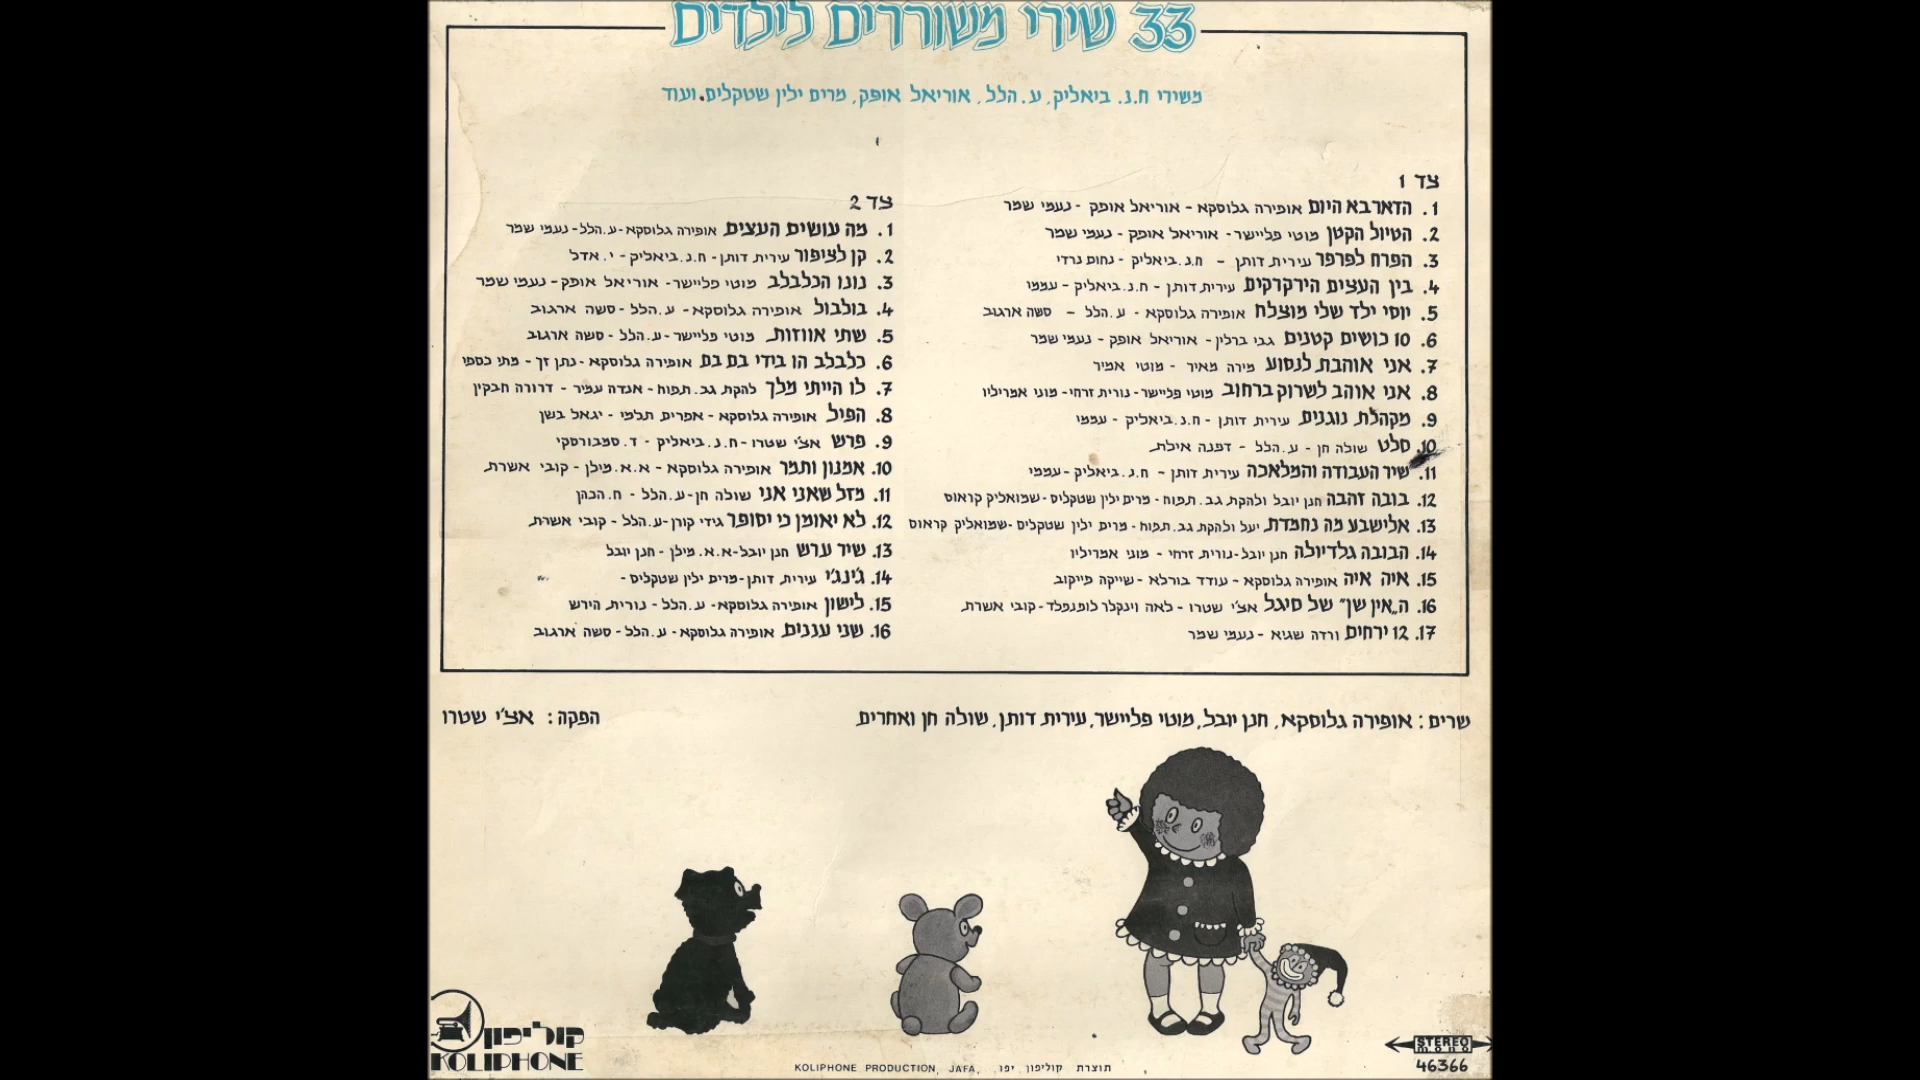 33 שירי משוררים לילדים
משירי ח.נ. ביאליק, ע. הלל, אוריאל אופק, מרים ילין שטקליס. ועוד
צד 1
1. הדאר בא היום אופירה גלוסקא - אוריאל אופק - נעמי שמר
2. הטיול הקטן מוטי פליישר - אוריאל אופק - נעמי שמר
3. הפרח לפרפר עירית דותן - ח.נ. ביאליק - נחום נרדי
4. בין העצים הירקרקים עירית דותן - ח.נ. ביאליק - עממי
5. יוסי ילד שלי מוצלח אופירה גלוסקא - ע. הלל - סשה ארגוב
6. 10 כושים קטנים גבי ברלין - אוריאל אופק - נעמי שמר
7. אני אוהבת לנסוע מירה מאיר - מוטי אמיר
8. אני אוהב לשרוק ברחוב מוטי פליישר - נורית זרחי - מוני אמריליו
9. מקהלת נוגנים עירית דותן - ח.נ. ביאליק - עממי
10. סלט שולה חן - ע. הלל - דפנה אילת
11. שיר העבודה והמלאכה עירית דותן - ח.נ. ביאליק - עממי
12. בובה זהבה חנן יובל ולהקת גב. תפוח - מרים ילין שטקליס - שמואליק קראוס
13. אלישבע מה נחמדת יעל ולהקת גב. תפוח - מרים ילין שטקליס - שמואליק קראוס
14. הבובה גלדיולה חנן יובל - נורית זרחי - מוני אמריליו
15. איה איה אופירה גלוסקא - עודד בורלא - שייקה פייקוב
16. ה"אין שן" של סיגל אצ'י שטרו - לאה וינקלר לופנפלד - קובי אשרת
17. 12 ירחים ורדה שגיא - נעמי שמר
צד 2
1. מה עושים העצים אופירה גלוסקא - ע. הלל - נעמי שמר
2. קן לציפור עירית דותן - ח.נ. ביאליק - י. אדל
3. נונו הכלבלב מוטי פליישר - אוריאל אופק - נעמי שמר
4. בולבול אופירה גלוסקא - ע. הלל - סשה ארגוב
5. שתי אווזות מוטי פליישר - ע. הלל - סשה ארגוב
6. כלבלב הו בידי בם בם אופירה גלוסקא - נתן זך - מתי כספי
7. לו הייתי מלך להקת גב. תפוח - אנדה עמיר - דרורה חבקין
8. הפיל אופירה גלוסקא - אפרים תלמי - יגאל בשן
9. פרש אצ'י שטרו - ח.נ. ביאליק - ד. סמבורסקי
10. אמנון ותמר אופירה גלוסקא - א.א. מילן - קובי אשרת
11. מזל שאני אני שולה חן - ע. הלל - ח. הכהן
12. לא יאומן כי יסופר גידי קורן - ע. הלל - קובי אשרת
13. שיר ערש חנן יובל - א.א. מילן - חנן יובל
14. ג'ינג'י עירית דותן - מרים ילין שטקליס -
15. לישון אופירה גלוסקא - ע. הלל - נורית הירש
16. שני עננים אופירה גלוסקא - ע. הלל - סשה ארגוב
שרים: אופירה גלוסקא, חנן יובל, מוטי פליישר, עירית דותן, שולה חן ואחרים
הפקה: אצ'י שטרו
קוליפון
KOLIPHONE
KOLIPHONE PRODUCTION, JAFA, תוצרת קוליפון יפו.
STEREO
MONO
46366